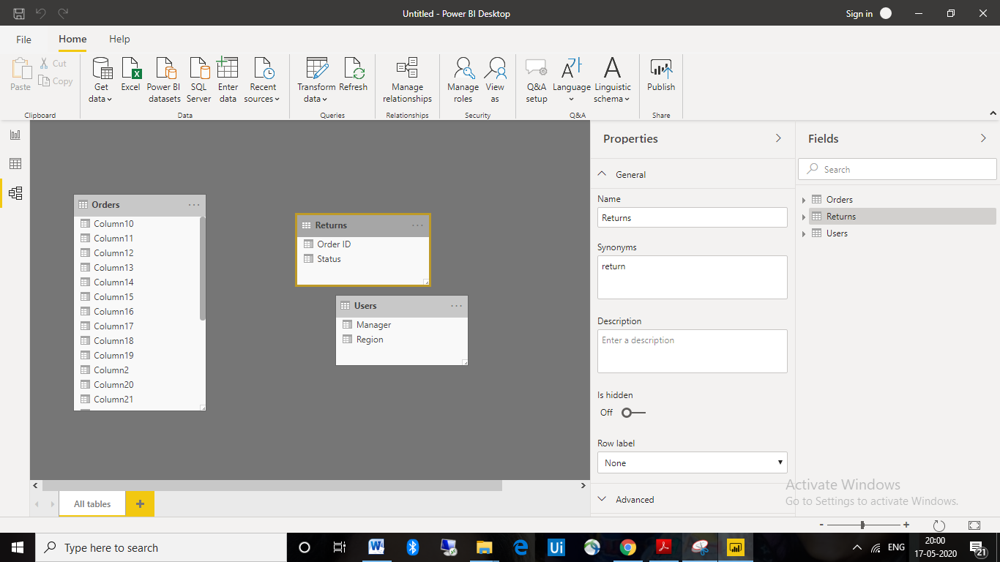 Untitled - Power BI Desktop
Sign in
File
Home
Help
Paste
Cut
Copy
Clipboard
Get data
Excel
Power BI datasets
SQL Server
Enter data
Recent sources
Data
Transform data
Refresh
Queries
Manage relationships
Relationships
Manage roles
View as
Security
Q&A setup
Language
Linguistic schema
Q&A
Publish
Share
Orders
Column10
Column11
Column12
Column13
Column14
Column15
Column16
Column17
Column18
Column19
Column2
Column20
Column21
Returns
Order ID
Status
Users
Manager
Region
All tables
Properties
General
Name
Returns
Synonyms
return
Description
Enter a description
Is hidden
Off
Row label
None
Advanced
Fields
Search
Orders
Returns
Users
Activate Windows
Go to Settings to activate Windows.
Type here to search
Ui
ENG
20:00
17-05-2020
21